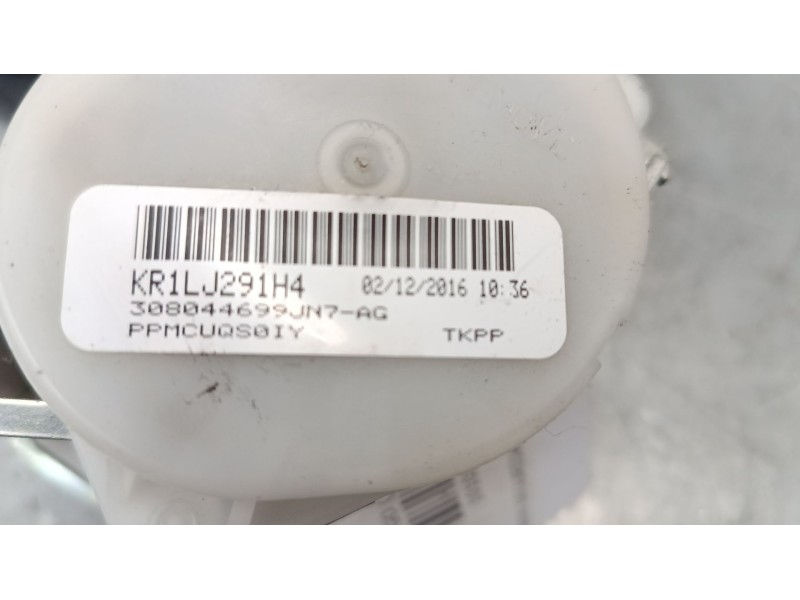 KR1LJ291H4 02/12/2016 10:36
308044699JN7-AG
PPMCUQS0IY TKPP